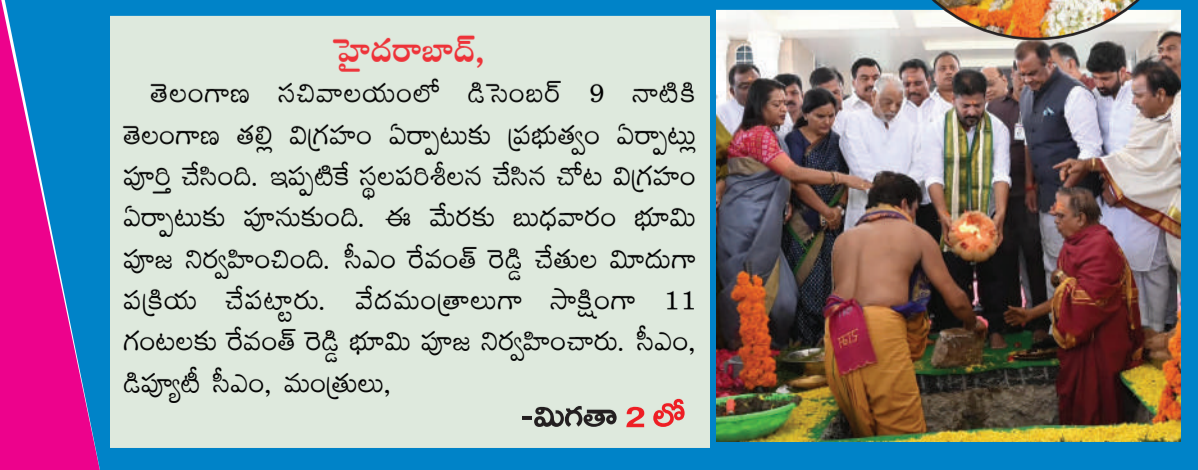 హైదరాబాద్,
తెలంగాణ సచివాలయంలో డిసెంబర్ 9 నాటికి
తెలంగాణ తల్లి విగ్రహం ఏర్పాటుకు ప్రభుత్వం ఏర్పాట్లు
పూర్తి చేసింది. ఇప్పటికే స్థలపరిశీలన చేసిన చోట విగ్రహం
ఏర్పాటుకు పూనుకుంది. ఈ మేరకు బుధవారం భూమి
పూజ నిర్వహించింది. సీఎం రేవంత్ రెడ్డి చేతుల మీదుగా
పక్రియ చేపట్టారు. వేదమంత్రాలుగా సాక్షింగా 11
గంటలకు రేవంత్ రెడ్డి భూమి పూజ నిర్వహించారు. సీఎం,
డిప్యూటీ సీఎం, మంత్రులు,
-మిగతా 2 లో